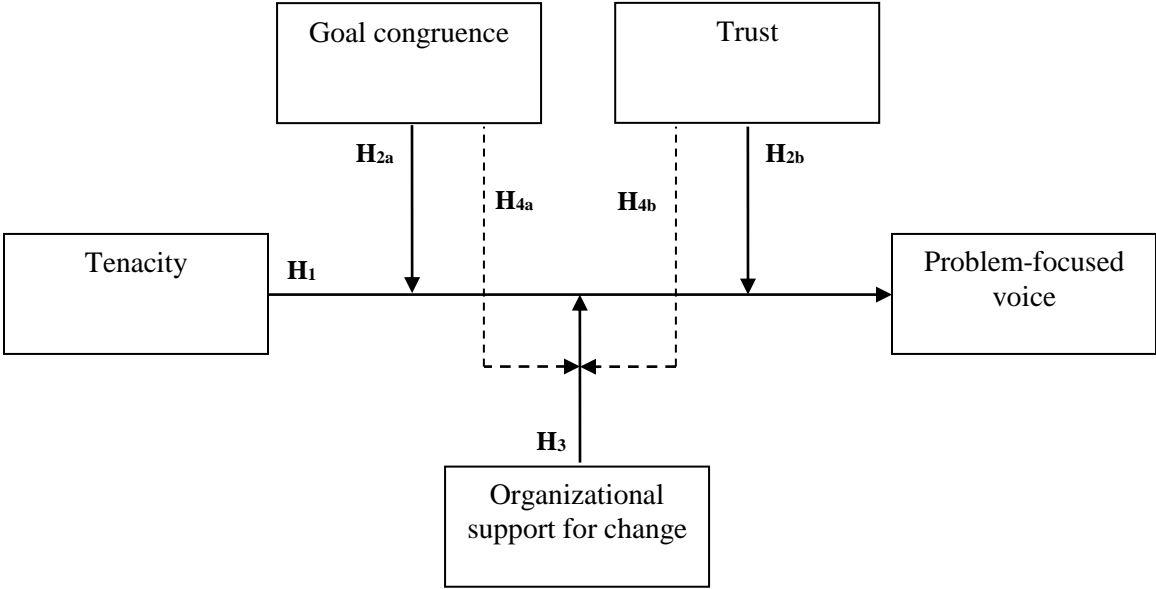 Goal congruence
Trust
H2a
H2b
H4a
H4b
Tenacity
H1
Problem-focused
voice
H3
Organizational
support for change